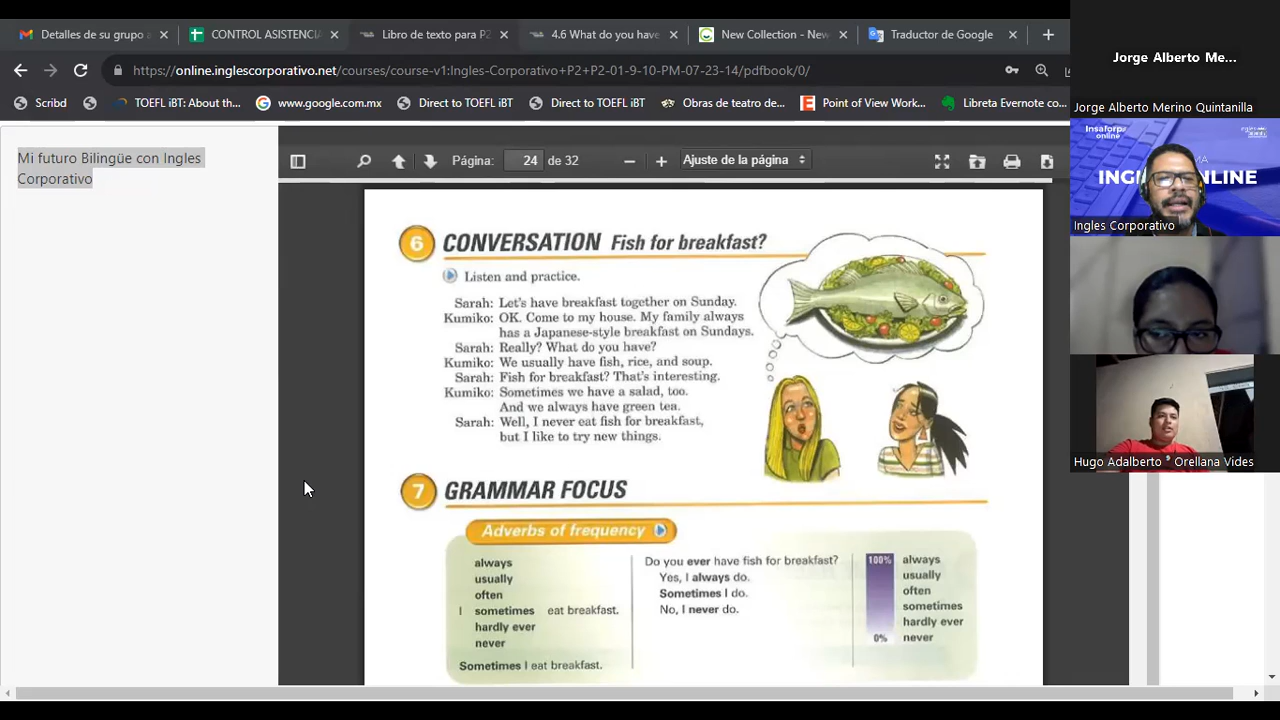 Detalles de su grupo
CONTROL ASISTENCI
Libro de texto para P2
4.6 What do you have
New Collection - New
Traductor de Google
https://online.inglescorporativo.net/courses/course-v1:Ingles-Corporativo+P2+P2-01-9-10-PM-07-23-14/pdfbook/0/
Scribd
TOEFL iBT: About th...
www.google.com.mx
Direct to TOEFL iBT
Direct to TOEFL iBT
Obras de teatro de...
Point of View Work...
Libreta Evernote co...
Mi futuro Bilingüe con Ingles
Corporativo
Página: 24 de 32
Ajuste de la página
6 CONVERSATION Fish for breakfast?
Listen and practice.
Sarah: Let's have breakfast together on Sunday.
Kumiko: OK. Come to my house. My family always
has a Japanese-style breakfast on Sundays.
Sarah: Really? What do you have?
Kumiko: We usually have fish, rice, and soup.
Sarah: Fish for breakfast? That's interesting.
Kumiko: Sometimes we have a salad, too.
And we always have green tea.
Sarah: Well, I never eat fish for breakfast,
but I like to try new things.
7 GRAMMAR FOCUS
Adverbs of frequency
always
usually
often
I sometimes eat breakfast.
hardly ever
never
Sometimes I eat breakfast.
Do you ever have fish for breakfast?
Yes, I always do.
Sometimes I do.
No, I never do.
100% always
usually
often
sometimes
hardly ever
0% never
Jorge Alberto Me...
Jorge Alberto Merino Quintanilla
Insaforp
online
Ingles Corporativo
Hugo Adalberto Orellana Vides